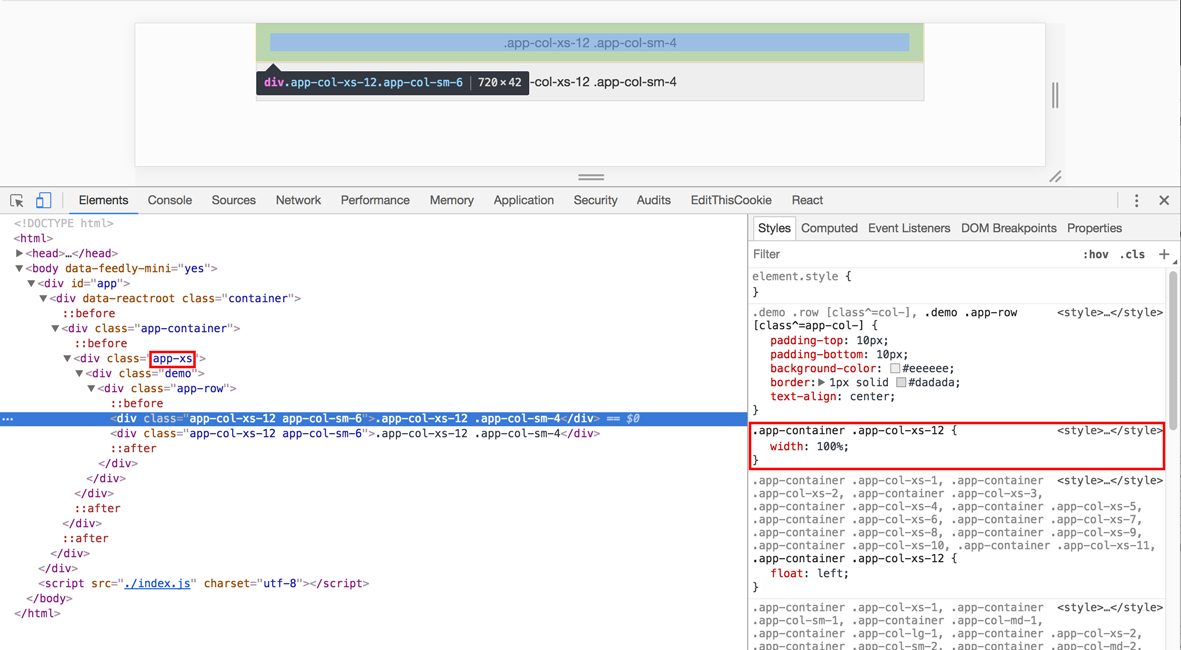 .app-col-xs-12 .app-col-sm-4
div.app-col-xs-12.app-col-sm-6 720 × 42 -col-xs-12 .app-col-sm-4
Elements Console Sources Network Performance Memory Application Security Audits EditThisCookie React
<!DOCTYPE html>
<html>
▶<head>…</head>
▼<body data-feedly-mini="yes">
▼<div id="app">
▼<div data-reactroot class="container">
::before
▼<div class="app-container">
::before
▼<div class="app-xs">
▼<div class="demo">
▼<div class="app-row">
::before
… <div class="app-col-xs-12 app-col-sm-6">.app-col-xs-12 .app-col-sm-4</div> == $0
<div class="app-col-xs-12 app-col-sm-6">.app-col-xs-12 .app-col-sm-4</div>
::after
</div>
</div>
</div>
::after
</div>
::after
</div>
</div>
<script src="./index.js" charset="utf-8"></script>
</body>
</html>
Styles Computed Event Listeners DOM Breakpoints Properties
Filter :hov .cls +
element.style {
}
.demo .row [class^=col-], .demo .app-row <style>…</style>
[class^=app-col-] {
padding-top: 10px;
padding-bottom: 10px;
background-color: #eeeeee;
border:▶1px solid #dadada;
text-align: center;
}
.app-container .app-col-xs-12 { <style>…</style>
width: 100%;
}
.app-container .app-col-xs-1, .app-container <style>…</style>
.app-col-xs-2, .app-container .app-col-xs-3,
.app-container .app-col-xs-4, .app-container .app-col-xs-5,
.app-container .app-col-xs-6, .app-container .app-col-xs-7,
.app-container .app-col-xs-8, .app-container .app-col-xs-9,
.app-container .app-col-xs-10, .app-container .app-col-xs-11,
.app-container .app-col-xs-12 {
float: left;
}
.app-container .app-col-xs-1, .app-container <style>…</style>
.app-col-sm-1, .app-container .app-col-md-1,
.app-container .app-col-lg-1, .app-container .app-col-xs-2,
.app-container .app-col-sm-2, .app-container .app-col-md-2,